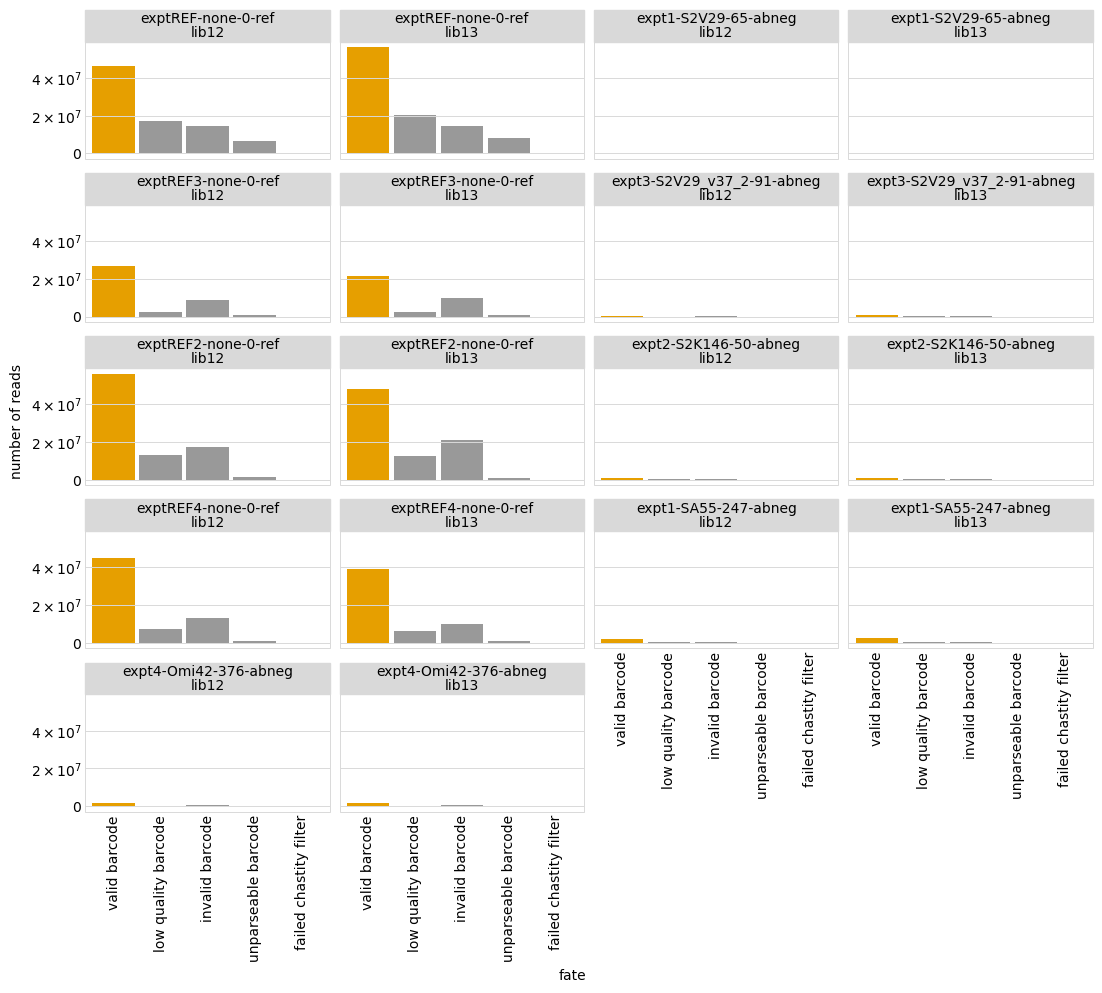 exptREF-none-0-ref
lib12
exptREF-none-0-ref
lib13
expt1-S2V29-65-abneg
lib12
expt1-S2V29-65-abneg
lib13
4 × 10⁷
2 × 10⁷
0
exptREF3-none-0-ref
lib12
exptREF3-none-0-ref
lib13
expt3-S2V29_v37_2-91-abneg
lib12
expt3-S2V29_v37_2-91-abneg
lib13
4 × 10⁷
2 × 10⁷
0
exptREF2-none-0-ref
lib12
exptREF2-none-0-ref
lib13
expt2-S2K146-50-abneg
lib12
expt2-S2K146-50-abneg
lib13
number of reads
4 × 10⁷
2 × 10⁷
0
exptREF4-none-0-ref
lib12
exptREF4-none-0-ref
lib13
expt1-SA55-247-abneg
lib12
expt1-SA55-247-abneg
lib13
4 × 10⁷
2 × 10⁷
0
valid barcode
low quality barcode
invalid barcode
unparseable barcode
failed chastity filter
valid barcode
low quality barcode
invalid barcode
unparseable barcode
failed chastity filter
expt4-Omi42-376-abneg
lib12
expt4-Omi42-376-abneg
lib13
4 × 10⁷
2 × 10⁷
0
valid barcode
low quality barcode
invalid barcode
unparseable barcode
failed chastity filter
valid barcode
low quality barcode
invalid barcode
unparseable barcode
failed chastity filter
fate